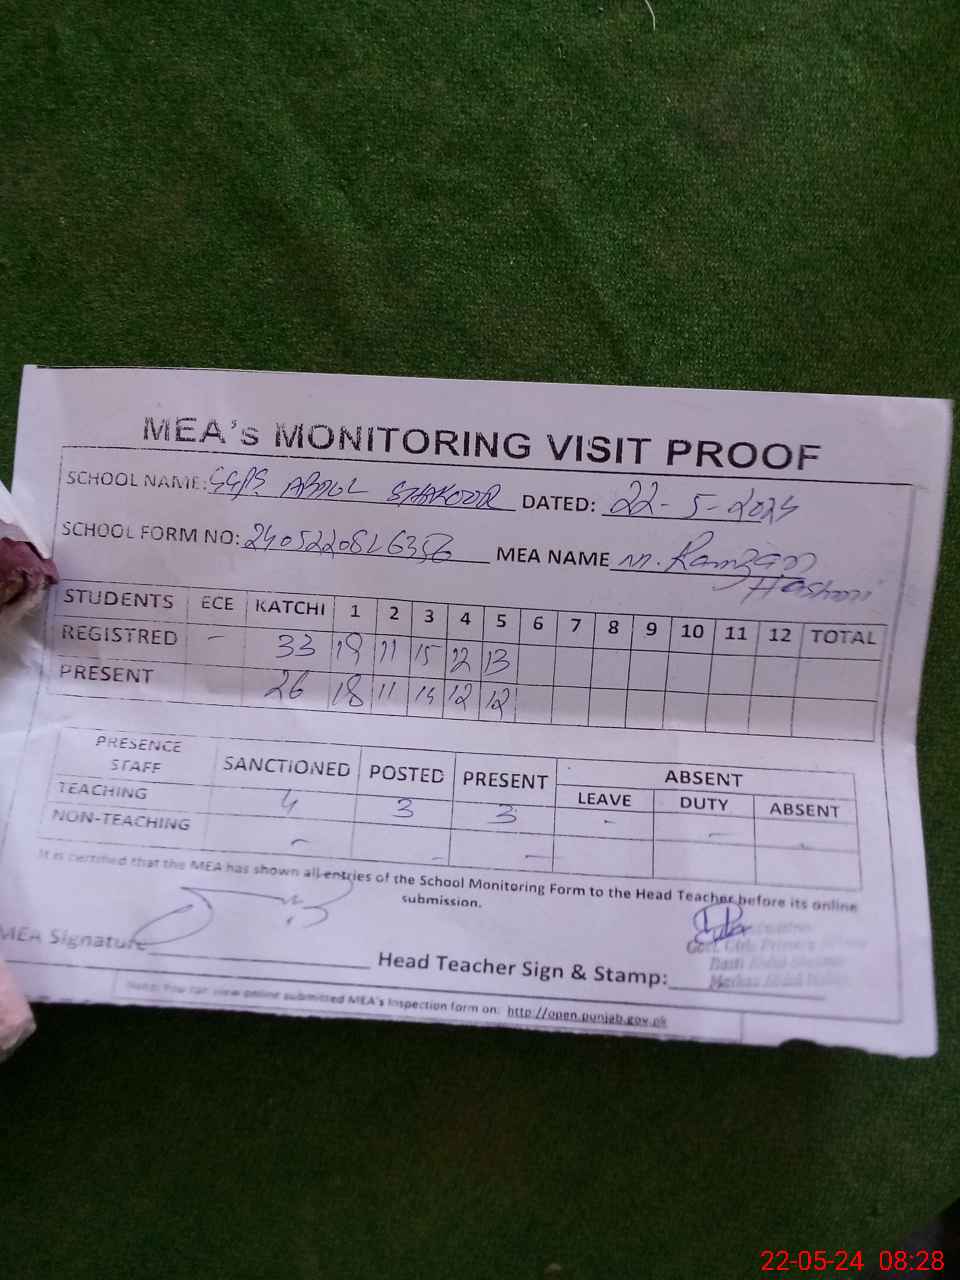 MEA's MONITORING VISIT PROOF
SCHOOL NAME: GGPS ABDUL SHAKOOR DATED: 22-5-2024
SCHOOL FORM NO: MEA NAME M. Ramzan Hashmi
STUDENTS ECE KATCHI 1 2 3 4 5 6 7 8 9 10 11 12 TOTAL
REGISTRED - 33 19 11 15 12 13
PRESENT 26 18 11 14 12 12
PRESENCE STAFF SANCTIONED POSTED PRESENT ABSENT
LEAVE DUTY ABSENT
TEACHING 4 3 3 - -
NON-TEACHING - - -
It is certified that the MEA has shown all entries of the School Monitoring Form to the Head Teacher before its online
submission.
MEA Signature Head Teacher Sign & Stamp:
Govt. Girls Primary
Note: You can view online submitted MEA's Inspection form on: http://open.punjab.gov.pk
22-05-24 08:28